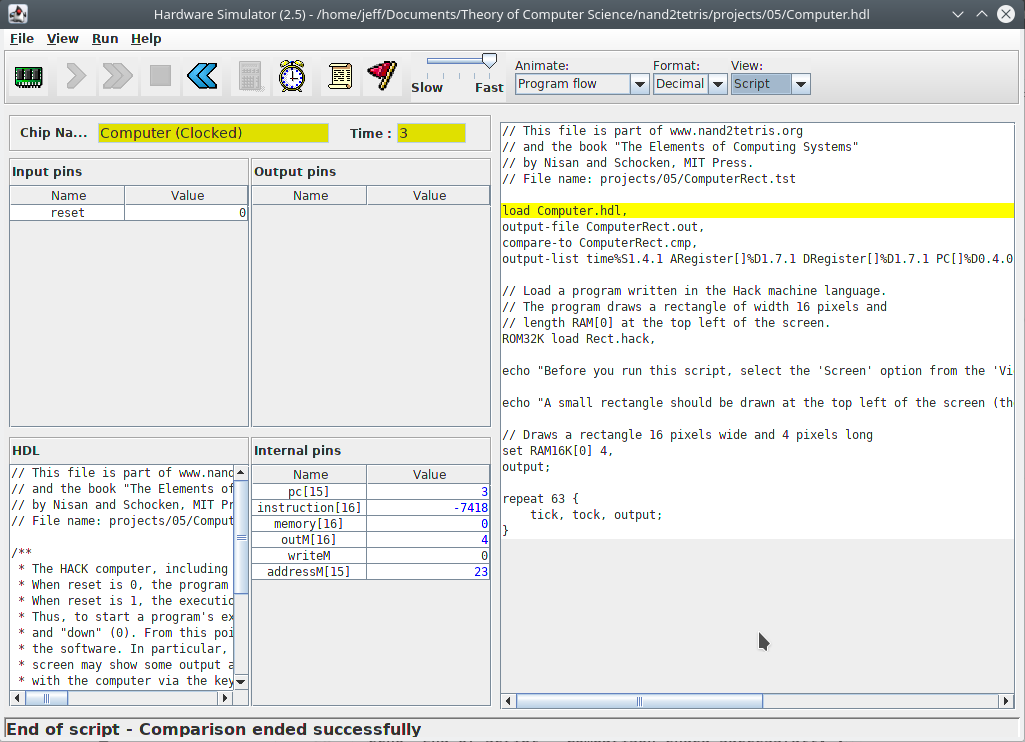 Hardware Simulator (2.5) - /home/jeff/Documents/Theory of Computer Science/nand2tetris/projects/05/Computer.hdl
File View Run Help
Slow Fast
Animate:
Program flow
Format:
Decimal
View:
Script
Chip Na... Computer (Clocked) Time : 3
Input pins
Name Value
reset 0
Output pins
Name Value
HDL
// This file is part of www.nand
// and the book "The Elements of
// by Nisan and Schocken, MIT Pr
// File name: projects/05/Comput
/**
* The HACK computer, including
* When reset is 0, the program
* When reset is 1, the executio
* Thus, to start a program's ex
* and "down" (0). From this poi
* the software. In particular,
* screen may show some output a
* with the computer via the key
Internal pins
Name Value
pc[15] 3
instruction[16] -7418
memory[16] 0
outM[16] 4
writeM 0
addressM[15] 23
// This file is part of www.nand2tetris.org
// and the book "The Elements of Computing Systems"
// by Nisan and Schocken, MIT Press.
// File name: projects/05/ComputerRect.tst
load Computer.hdl,
output-file ComputerRect.out,
compare-to ComputerRect.cmp,
output-list time%S1.4.1 ARegister[]%D1.7.1 DRegister[]%D1.7.1 PC[]%D0.4.0
// Load a program written in the Hack machine language.
// The program draws a rectangle of width 16 pixels and
// length RAM[0] at the top left of the screen.
ROM32K load Rect.hack,
echo "Before you run this script, select the 'Screen' option from the 'Vi
echo "A small rectangle should be drawn at the top left of the screen (th
// Draws a rectangle 16 pixels wide and 4 pixels long
set RAM16K[0] 4,
output;
repeat 63 {
tick, tock, output;
}
End of script - Comparison ended successfully